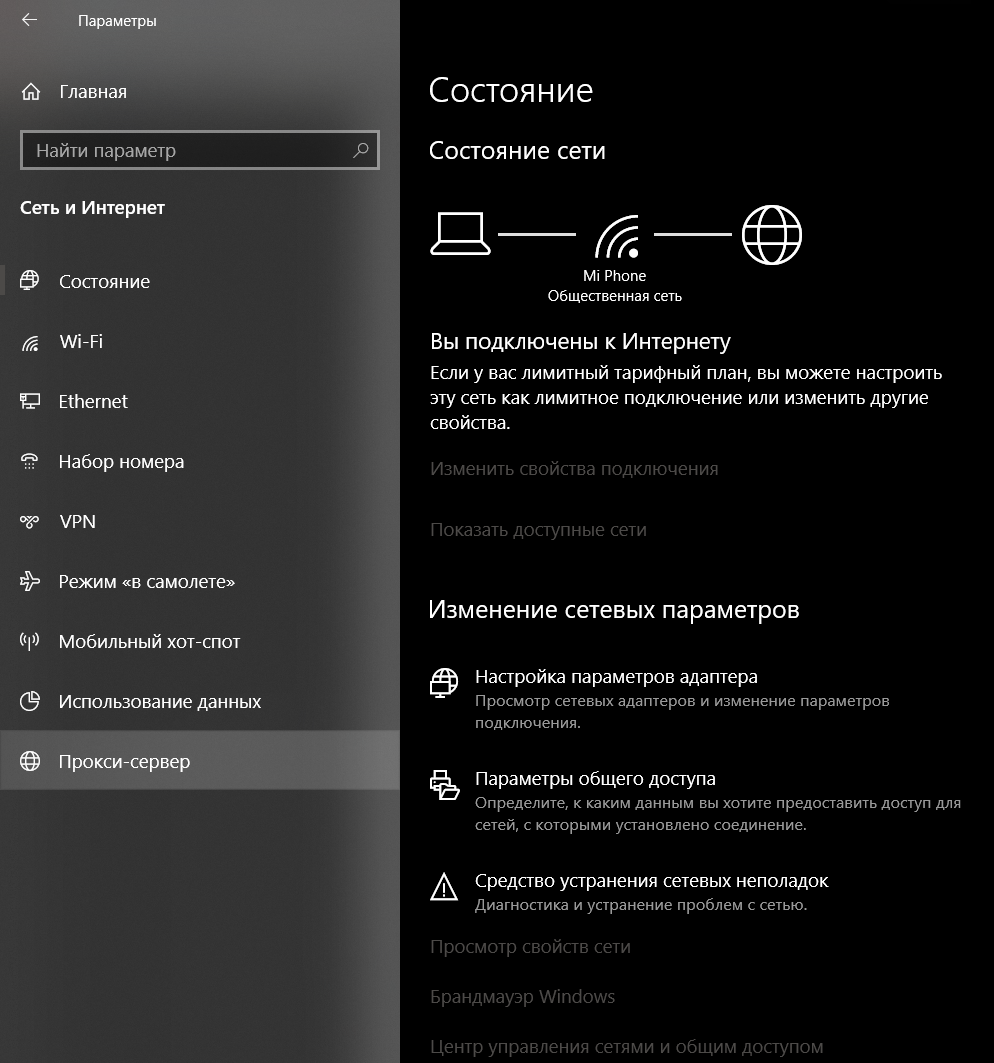 Параметры
Главная
Найти параметр
Сеть и Интернет
Состояние
Wi-Fi
Ethernet
Набор номера
VPN
Режим «в самолете»
Мобильный хот-спот
Использование данных
Прокси-сервер
Состояние
Состояние сети
Mi Phone
Общественная сеть
Вы подключены к Интернету
Если у вас лимитный тарифный план, вы можете настроить
эту сеть как лимитное подключение или изменить другие
свойства.
Изменить свойства подключения
Показать доступные сети
Изменение сетевых параметров
Настройка параметров адаптера
Просмотр сетевых адаптеров и изменение параметров
подключения.
Параметры общего доступа
Определите, к каким данным вы хотите предоставить доступ для
сетей, с которыми установлено соединение.
Средство устранения сетевых неполадок
Диагностика и устранение проблем с сетью.
Просмотр свойств сети
Брандмауэр Windows
Центр управления сетями и общим доступом